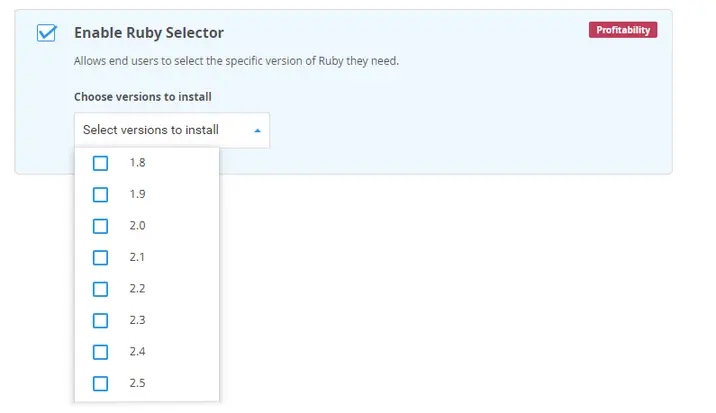 Enable Ruby Selector
Profitability
Allows end users to select the specific version of Ruby they need.
Choose versions to install
Select versions to install
1.8
1.9
2.0
2.1
2.2
2.3
2.4
2.5